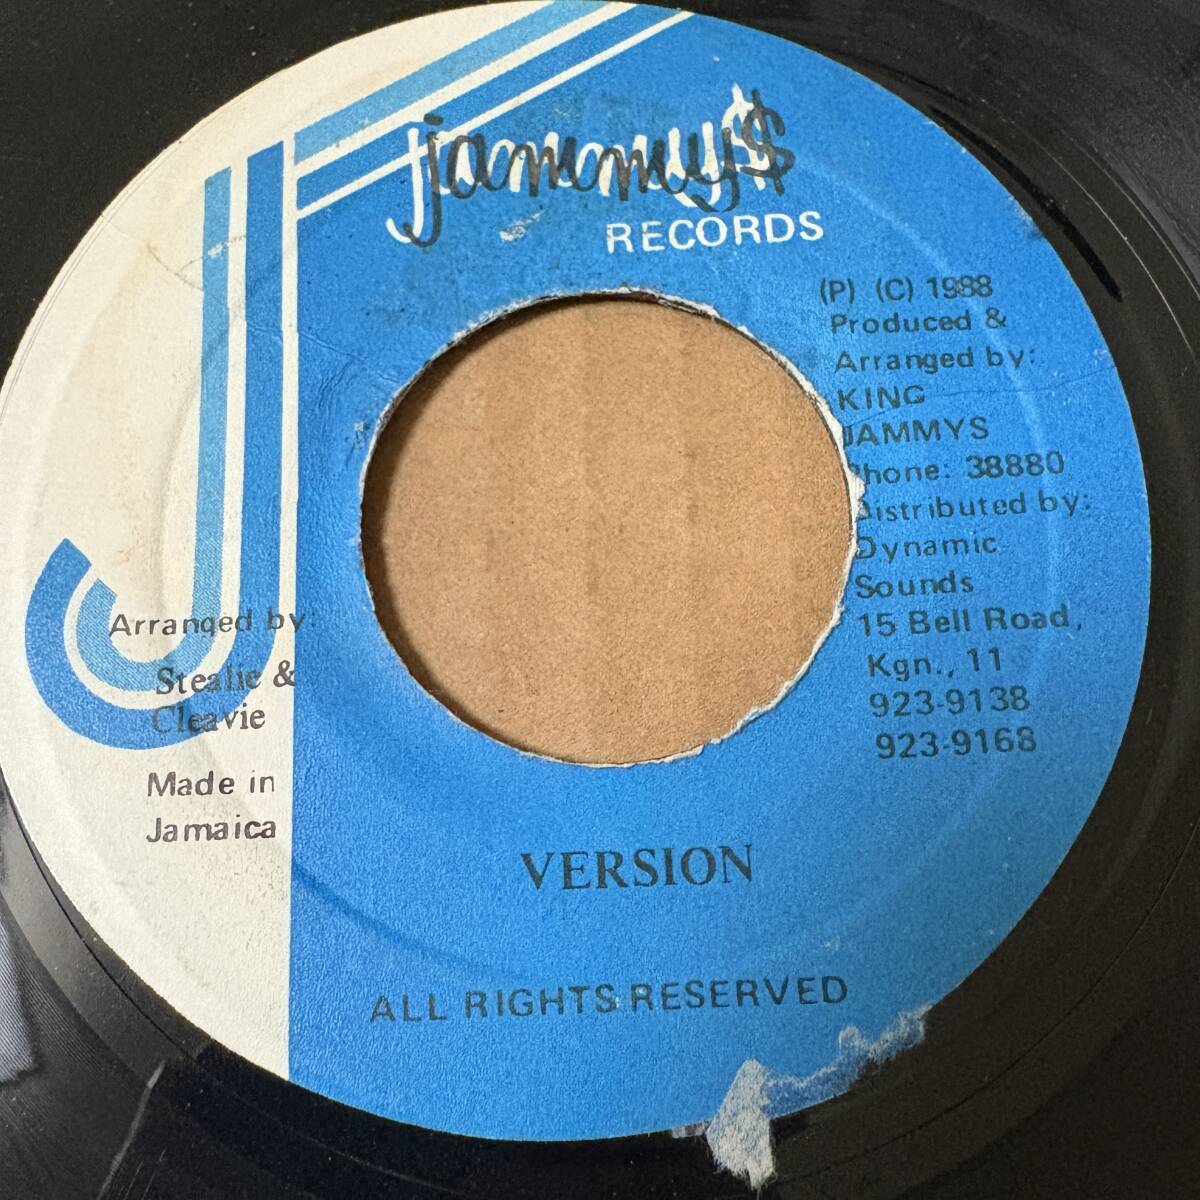 jammy$
RECORDS
(P) (C) 1988
Produced &
Arranged by:
KING
JAMMYS
Phone: 38880
Distributed by:
Dynamic
Sounds
15 Bell Road,
Kgn., 11
923-9138
923-9168
Arranged by:
Stealie &
Cleavie
Made in
Jamaica
VERSION
ALL RIGHTS RESERVED